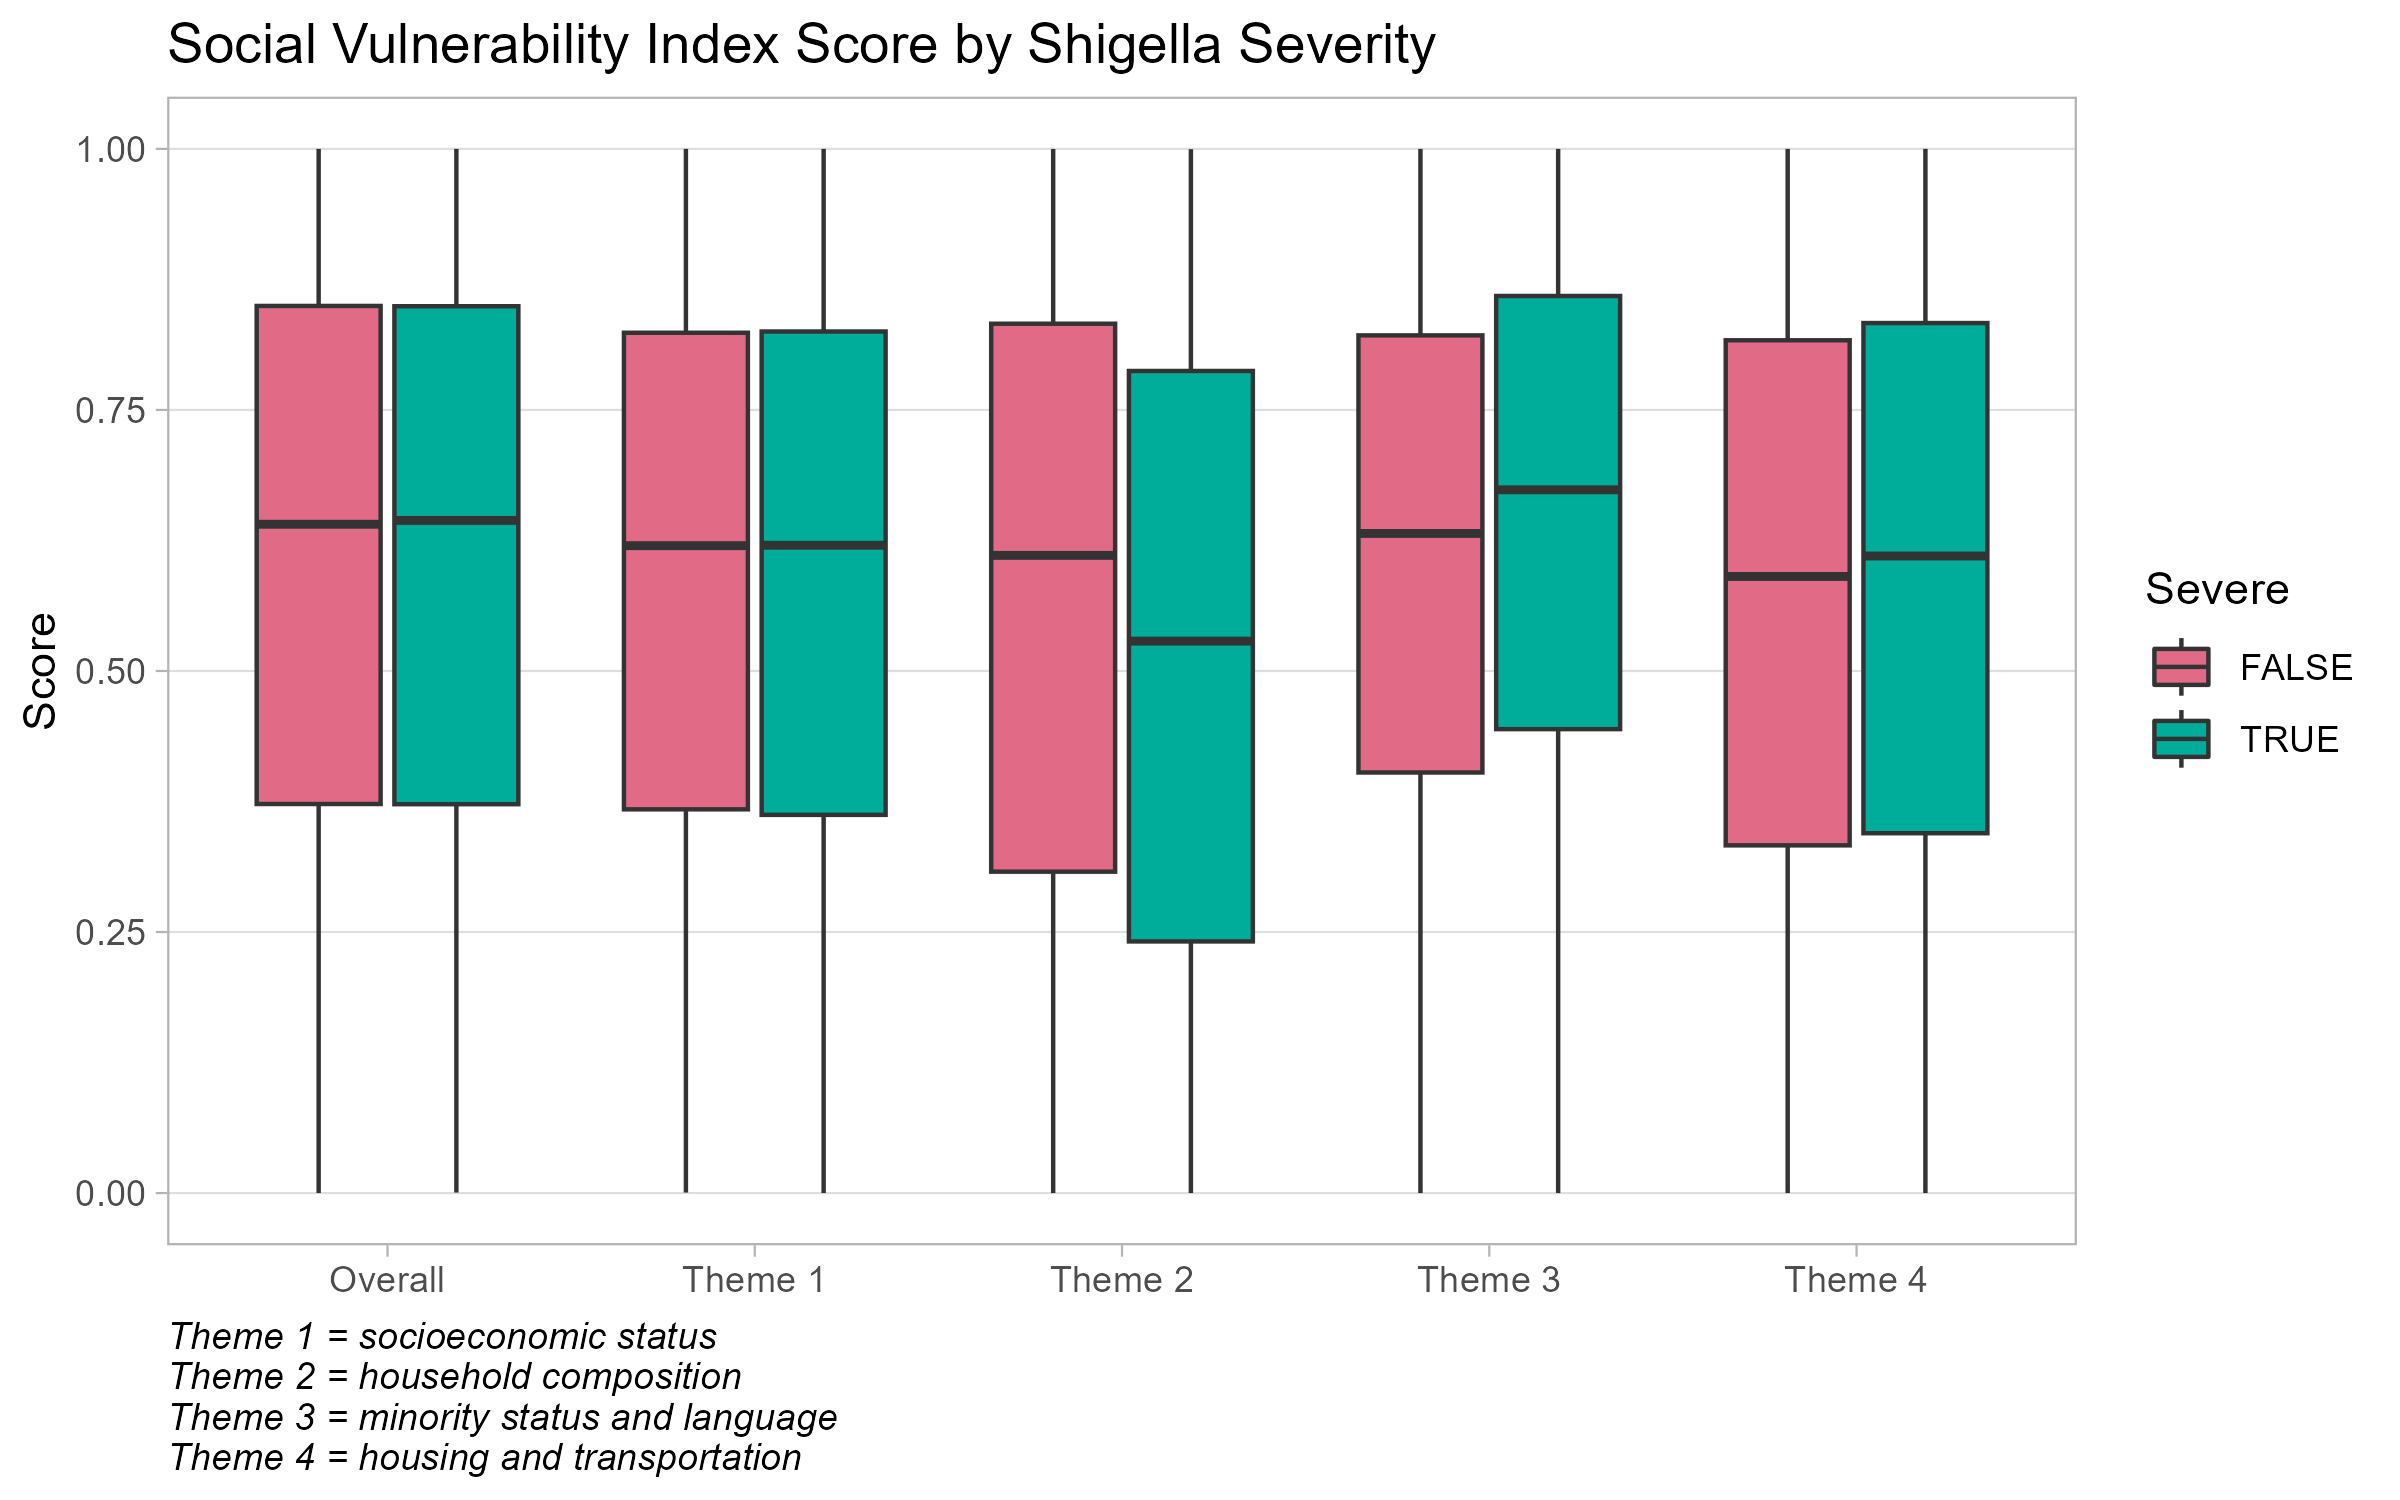 Social Vulnerability Index Score by Shigella Severity
1.00
0.75
0.50
0.25
0.00
Score
Overall
Theme 1
Theme 2
Theme 3
Theme 4
Severe
FALSE
TRUE
Theme 1 = socioeconomic status
Theme 2 = household composition
Theme 3 = minority status and language
Theme 4 = housing and transportation